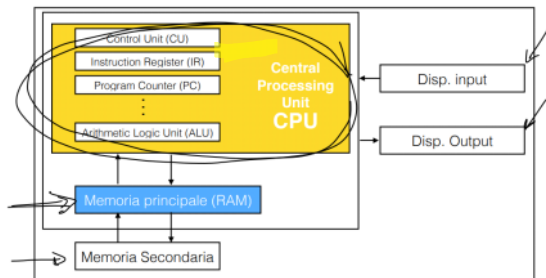 Control Unit (CU)
Instruction Register (IR)
Program Counter (PC)
Arithmetic Logic Unit (ALU)
Central
Processing
Unit
CPU
Disp. input
Disp. Output
Memoria principale (RAM)
Memoria Secondaria